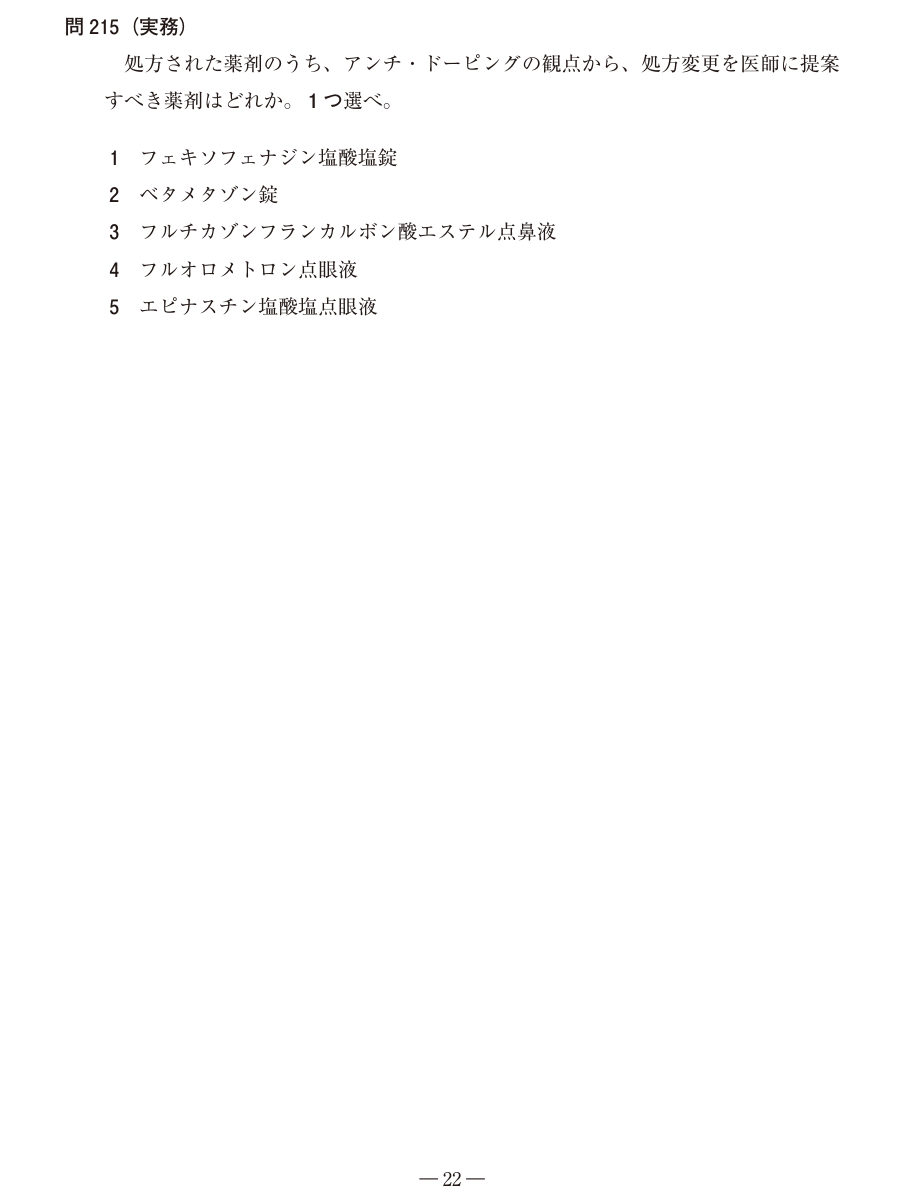 問 215（実務）
処方された薬剤のうち、アンチ・ドーピングの観点から、処方変更を医師に提案
すべき薬剤はどれか。1つ選べ。
1 フェキソフェナジン塩酸塩錠
2 ベタメタゾン錠
3 フルチカゾンフランカルボン酸エステル点鼻液
4 フルオロメトロン点眼液
5 エピナスチン塩酸塩点眼液
— 22 —